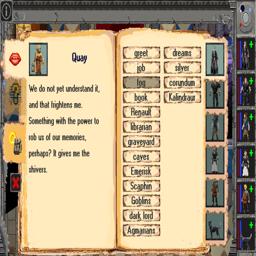 Quay
We do not yet understand it,
and that frightens me.
Something with the power to
rob us of our memories,
perhaps? It gives me the
shivers.
greet
job
fog
book
Renault
librarian
graveyard
caves
Emerisk
Scaphin
Goblins
dark lord
Agmarians
dreams
silver
corundum
Kalindraur